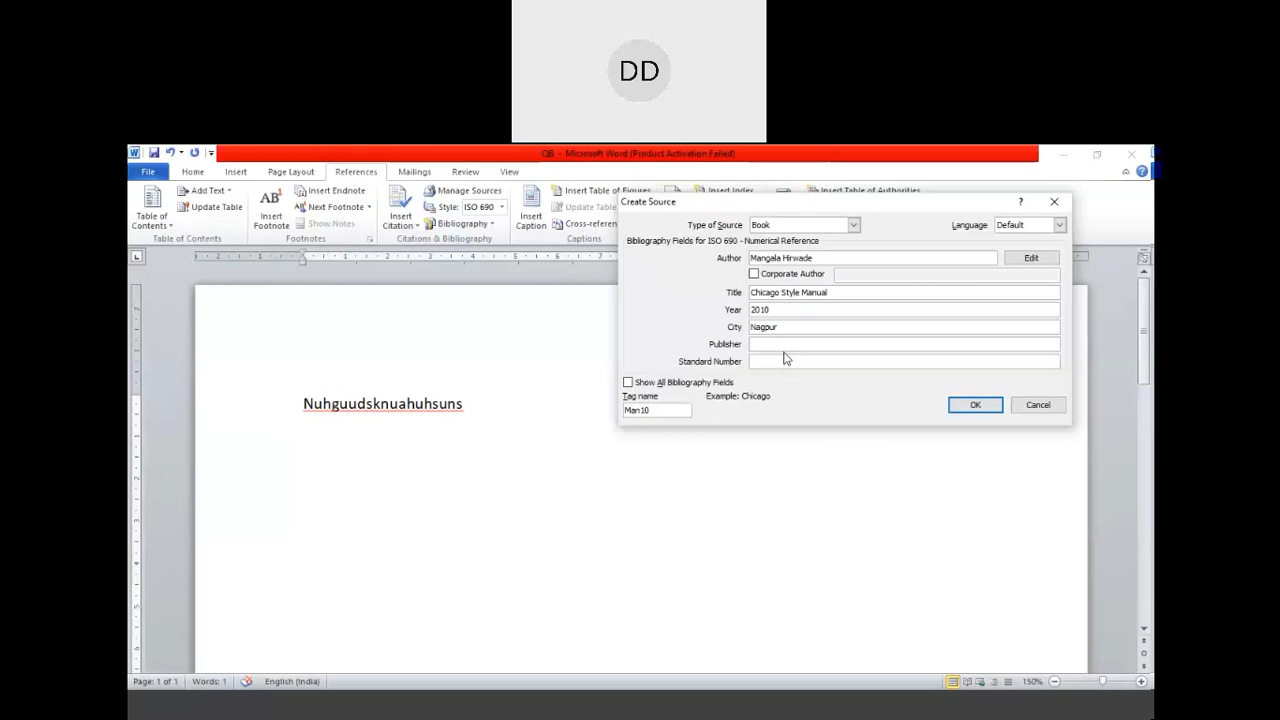 DD
QB - Microsoft Word (Product Activation Failed)
File Home Insert Page Layout References Mailings Review View
Table of Contents
Add Text
Update Table
Table of Contents
AB¹
Insert Footnote
Insert Endnote
Next Footnote
Show Notes
Footnotes
Insert Citation
Manage Sources
Style: ISO 690
Bibliography
Citations & Bibliography
Insert Caption
Insert Table of Figures
Update Table
Cross-referen
Captions
Insert Index
Insert Table of Authorities
Create Source
Type of Source Book Language Default
Bibliography Fields for ISO 690 - Numerical Reference
Author Mangala Hirwade Edit
Corporate Author
Title Chicago Style Manual
Year 2010
City Nagpur
Publisher
Standard Number
Show All Bibliography Fields
Tag name Example: Chicago
Man10
OK Cancel
Nuhguudsknuahuhsuns
Page: 1 of 1 Words: 1 English (India) 150%